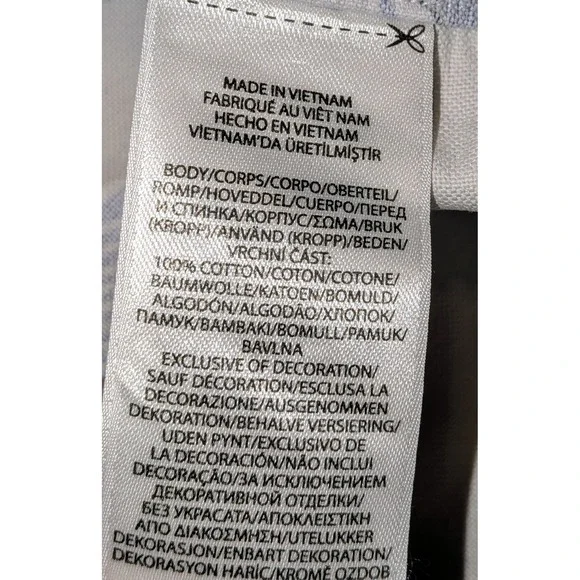 MADE IN VIETNAM
FABRIQUÉ AU VIÊT NAM
HECHO EN VIETNAM
VİETNAM'DA ÜRETİLMİŞTİR
BODY/CORPS/CORPO/OBERTEIL/
ROMP/HOVEDDEL/CUERPO/ПЕРЕД
И СПИНКА/КОРПУС/ΣΩΜΑ/BRUK
(KROPP)/ANVÄND (KROPP)/BEDEN/
VRCHNÍ ČÁST:
100% COTTON/COTON/COTONE/
BAUMWOLLE/KATOEN/BOMULD/
ALGODÓN/ALGODÃO/ХЛОПОК/
ПАМУК/ΒΑΜΒΑΚΙ/BOMULL/PAMUK/
BAVLNA
EXCLUSIVE OF DECORATION/
SAUF DÉCORATION/ESCLUSA LA
DECORAZIONE/AUSGENOMMEN
DEKORATION/BEHALVE VERSIERING/
UDEN PYNT/EXCLUSIVO DE
LA DECORACIÓN/NÃO INCLUI
DECORAÇÃO/ЗА ИСКЛЮЧЕНИЕМ
ДЕКОРАТИВНОЙ ОТДЕЛКИ/
БЕЗ УКРАСАТА/ΑΠΟΚΛΕΙΣΤΙΚΗ
ΑΠΟ ΔΙΑΚΟΣΜΗΣΗ/UTELUKKER
DEKORASJON/ENBART DEKORATION/
DEKORASYON HARİÇ/KROMĚ OZDOB